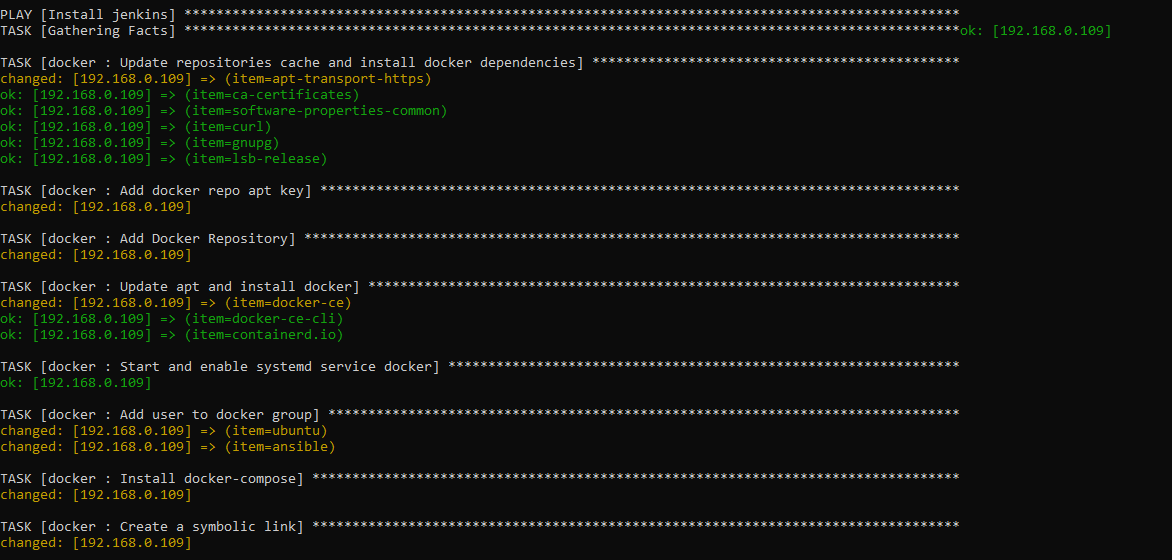 PLAY [Install jenkins] *************************************************************************************************
TASK [Gathering Facts] *************************************************************************************************ok: [192.168.0.109]
TASK [docker : Update repositories cache and install docker dependencies] **********************************************
changed: [192.168.0.109] => (item=apt-transport-https)
ok: [192.168.0.109] => (item=ca-certificates)
ok: [192.168.0.109] => (item=software-properties-common)
ok: [192.168.0.109] => (item=curl)
ok: [192.168.0.109] => (item=gnupg)
ok: [192.168.0.109] => (item=lsb-release)
TASK [docker : Add docker repo apt key] ********************************************************************************
changed: [192.168.0.109]
TASK [docker : Add Docker Repository] **********************************************************************************
changed: [192.168.0.109]
TASK [docker : Update apt and install docker] **************************************************************************
changed: [192.168.0.109] => (item=docker-ce)
ok: [192.168.0.109] => (item=docker-ce-cli)
ok: [192.168.0.109] => (item=containerd.io)
TASK [docker : Start and enable systemd service docker] ****************************************************************
ok: [192.168.0.109]
TASK [docker : Add user to docker group] *******************************************************************************
changed: [192.168.0.109] => (item=ubuntu)
changed: [192.168.0.109] => (item=ansible)
TASK [docker : Install docker-compose] *********************************************************************************
changed: [192.168.0.109]
TASK [docker : Create a symbolic link] *********************************************************************************
changed: [192.168.0.109]